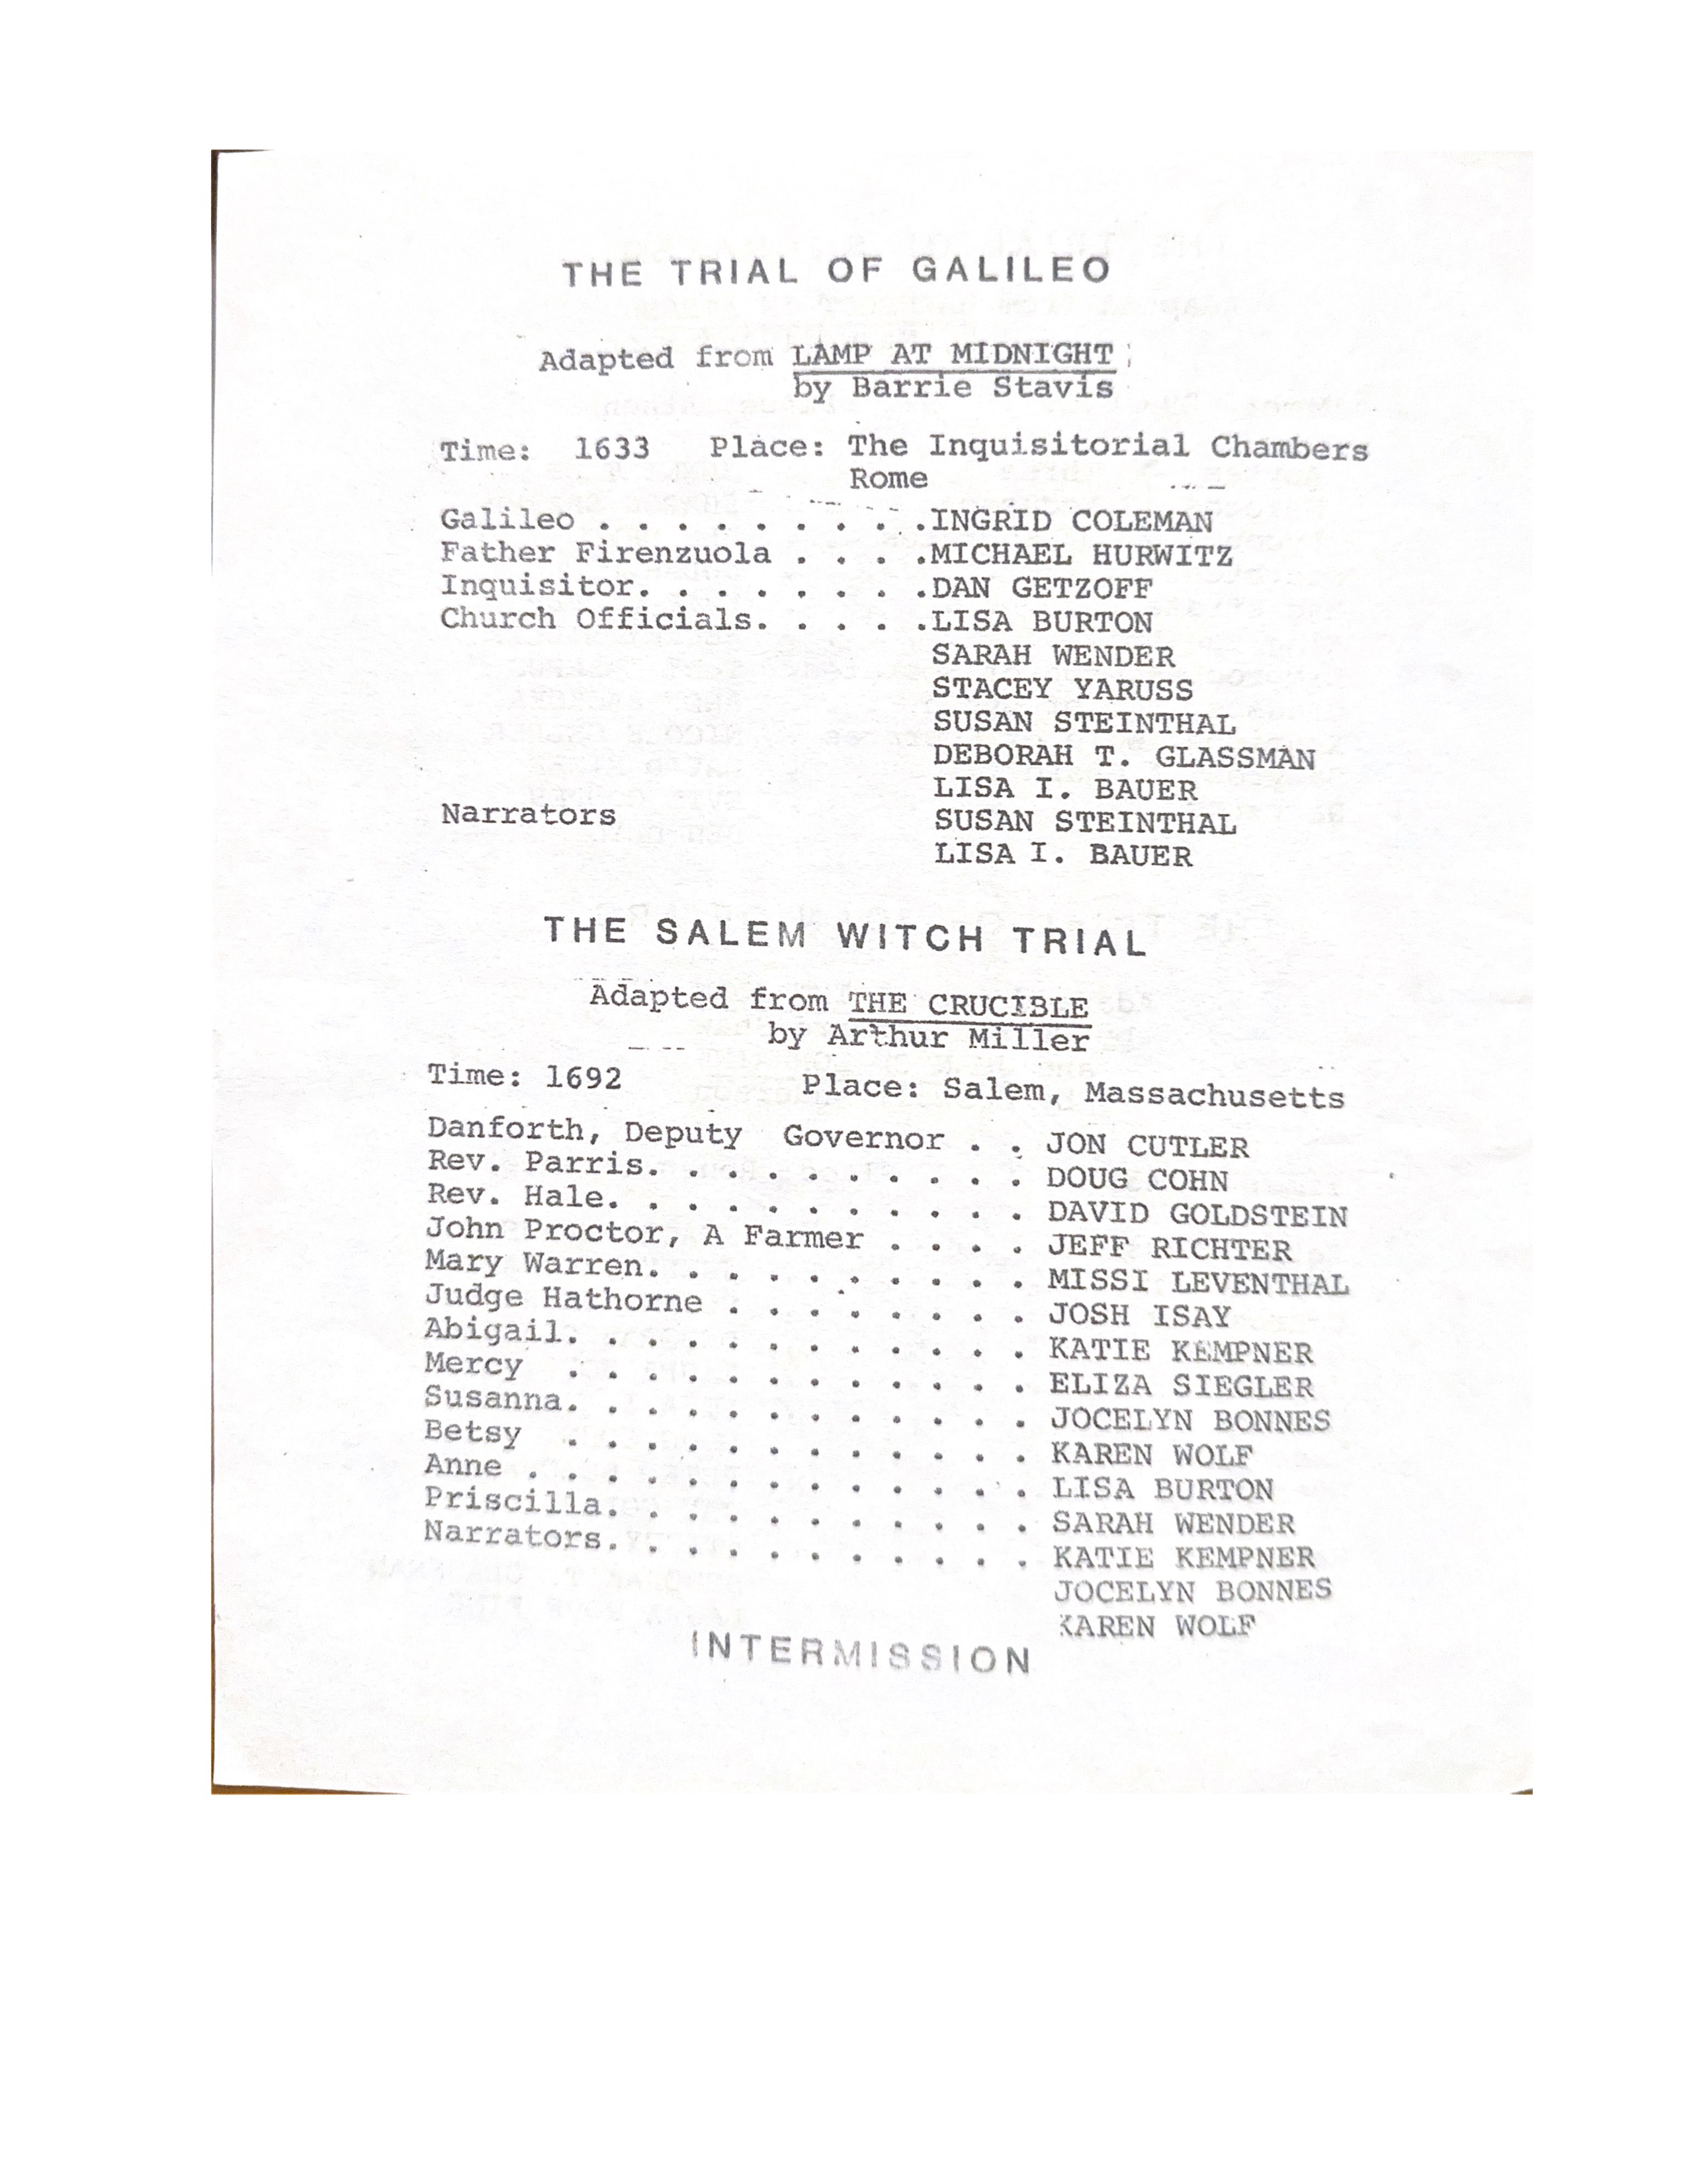 THE TRIAL OF GALILEO
Adapted from LAMP AT MIDNIGHT
by Barrie Stavis
Time: 1633 Place: The Inquisitorial Chambers
Rome
Galileo . . . . . . . . .INGRID COLEMAN
Father Firenzuola . . . .MICHAEL HURWITZ
Inquisitor. . . . . . . .DAN GETZOFF
Church Officials. . . . .LISA BURTON
SARAH WENDER
STACEY YARUSS
SUSAN STEINTHAL
DEBORAH T. GLASSMAN
LISA I. BAUER
Narrators SUSAN STEINTHAL
LISA I. BAUER
THE SALEM WITCH TRIAL
Adapted from THE CRUCIBLE
by Arthur Miller
Time: 1692 Place: Salem, Massachusetts
Danforth, Deputy Governor . . JON CUTLER
Rev. Parris. . . . . . . . . . DOUG COHN
Rev. Hale. . . . . . . . . . . DAVID GOLDSTEIN
John Proctor, A Farmer . . . . JEFF RICHTER
Mary Warren. . . . . . . . . . MISSI LEVENTHAL
Judge Hathorne . . . . . . . . JOSH ISAY
Abigail. . . . . . . . . . . . KATIE KEMPNER
Mercy . . . . . . . . . . . . ELIZA SIEGLER
Susanna. . . . . . . . . . . . JOCELYN BONNES
Betsy . . . . . . . . . . . . KAREN WOLF
Anne . . . . . . . . . . . . . LISA BURTON
Priscilla. . . . . . . . . . . SARAH WENDER
Narrators. . . . . . . . . . . KATIE KEMPNER
JOCELYN BONNES
KAREN WOLF
INTERMISSION